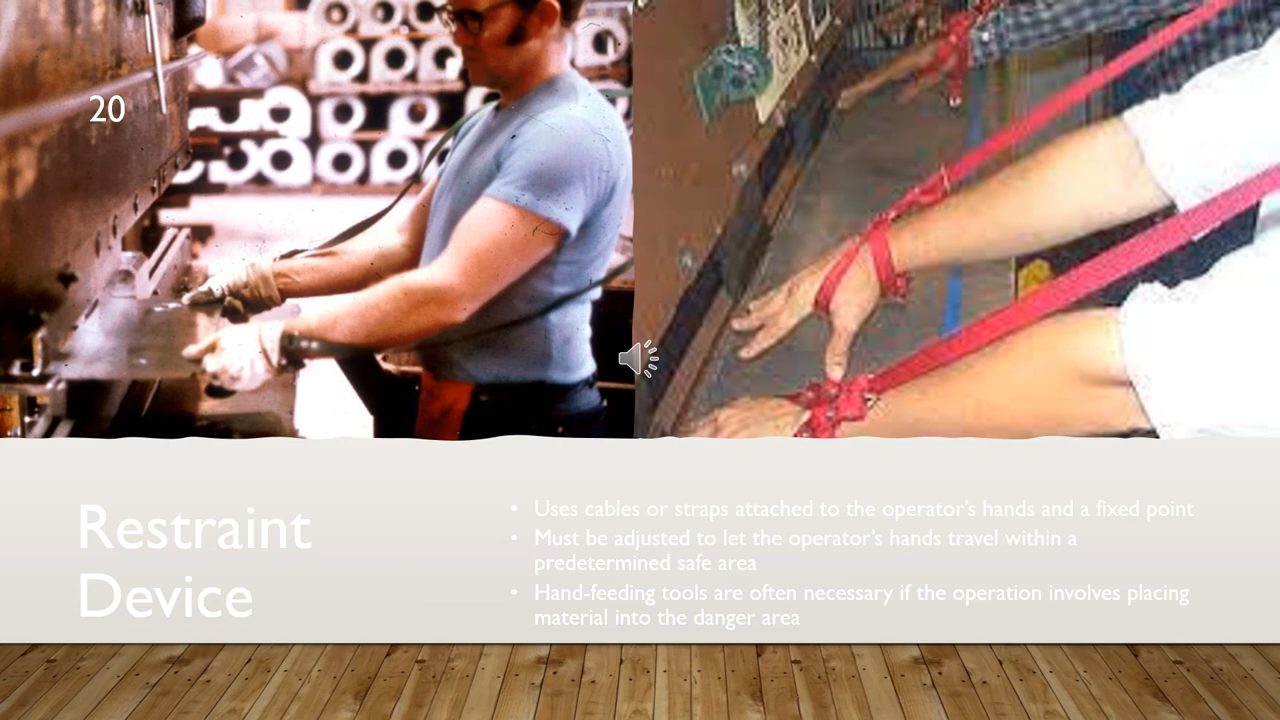 20
Restraint
Device
• Uses cables or straps attached to the operator’s hands and a fixed point
• Must be adjusted to let the operator’s hands travel within a
predetermined safe area
• Hand-feeding tools are often necessary if the operation involves placing
material into the danger area